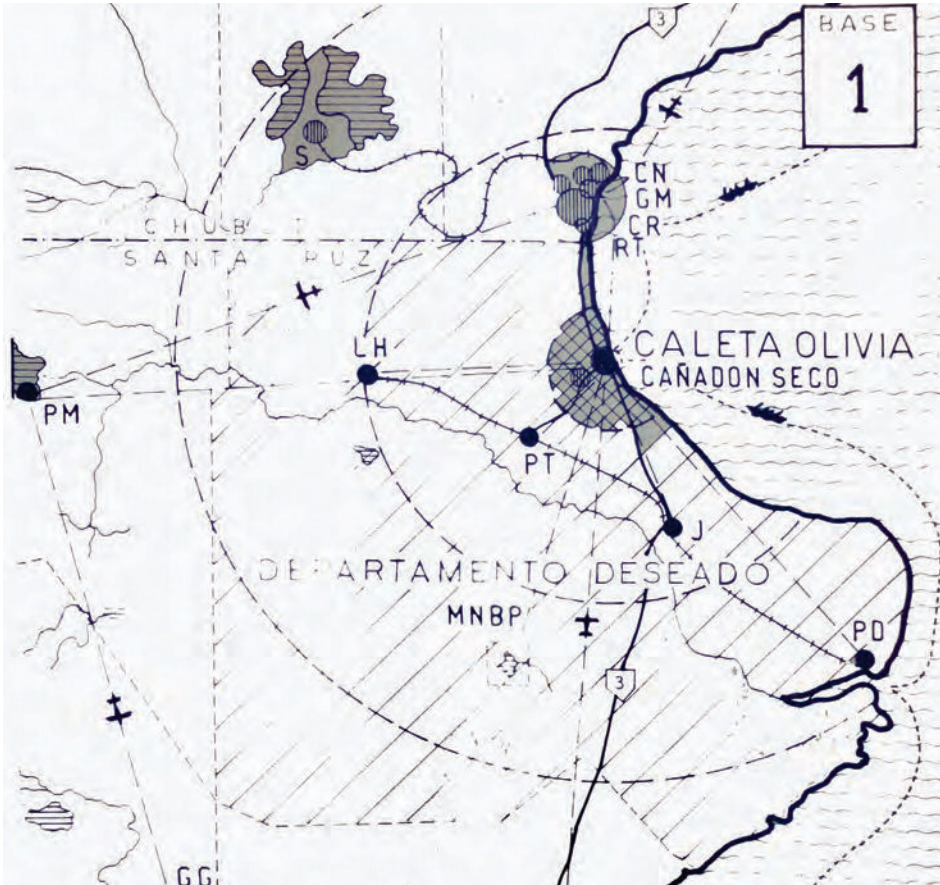 BASE
1
3
S
CN
GM
CR
RT
CHUBUT
SANTA CRUZ
LH
CALETA OLIVIA
CAÑADON SECO
PM
PT
J
DEPARTAMENTO DESEADO
MNBP
PD
3
GG